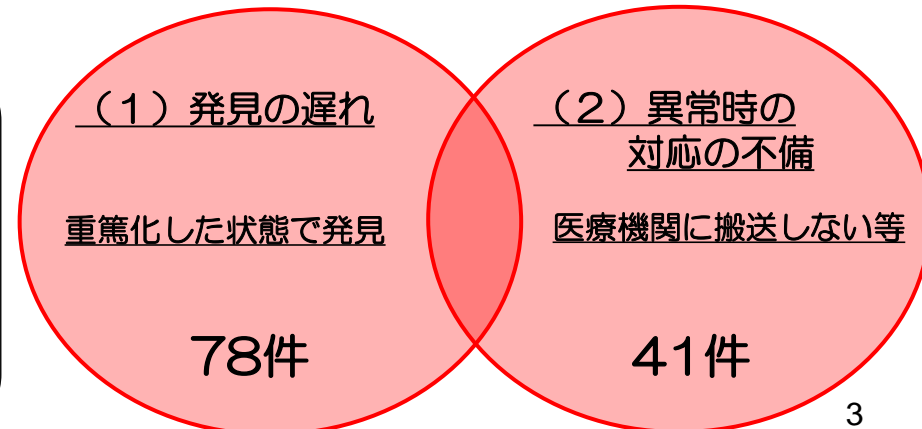 （１）発見の遅れ
重篤化した状態で発見
78件
（２）異常時の
対応の不備
医療機関に搬送しない等
41件
3